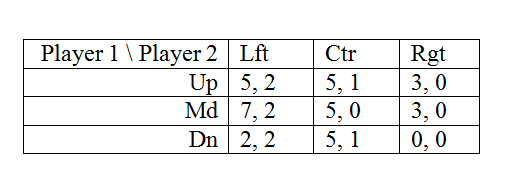 Player 1 \ Player 2 Lft Ctr Rgt
Up 5, 2 5, 1 3, 0
Md 7, 2 5, 0 3, 0
Dn 2, 2 5, 1 0, 0